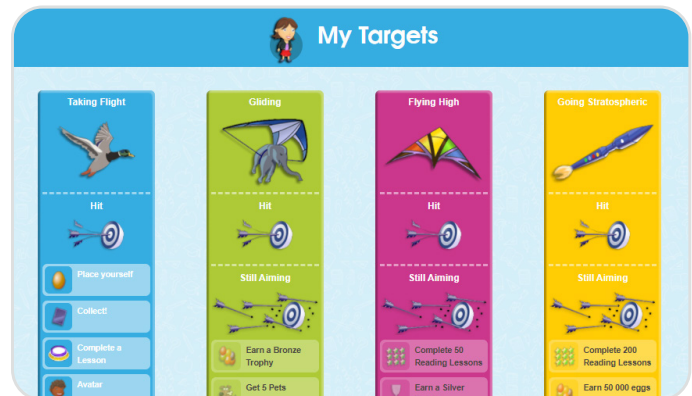 My Targets
Taking Flight
Hit
Place yourself
Collect!
Complete a
Lesson
Avatar
Gliding
Hit
Still Aiming
Earn a Bronze
Trophy
Get 5 Pets
Flying High
Hit
Still Aiming
Complete 50
Reading Lessons
Earn a Silver
Going Stratospheric
Hit
Still Aiming
Complete 200
Reading Lessons
Earn 50 000 eggs